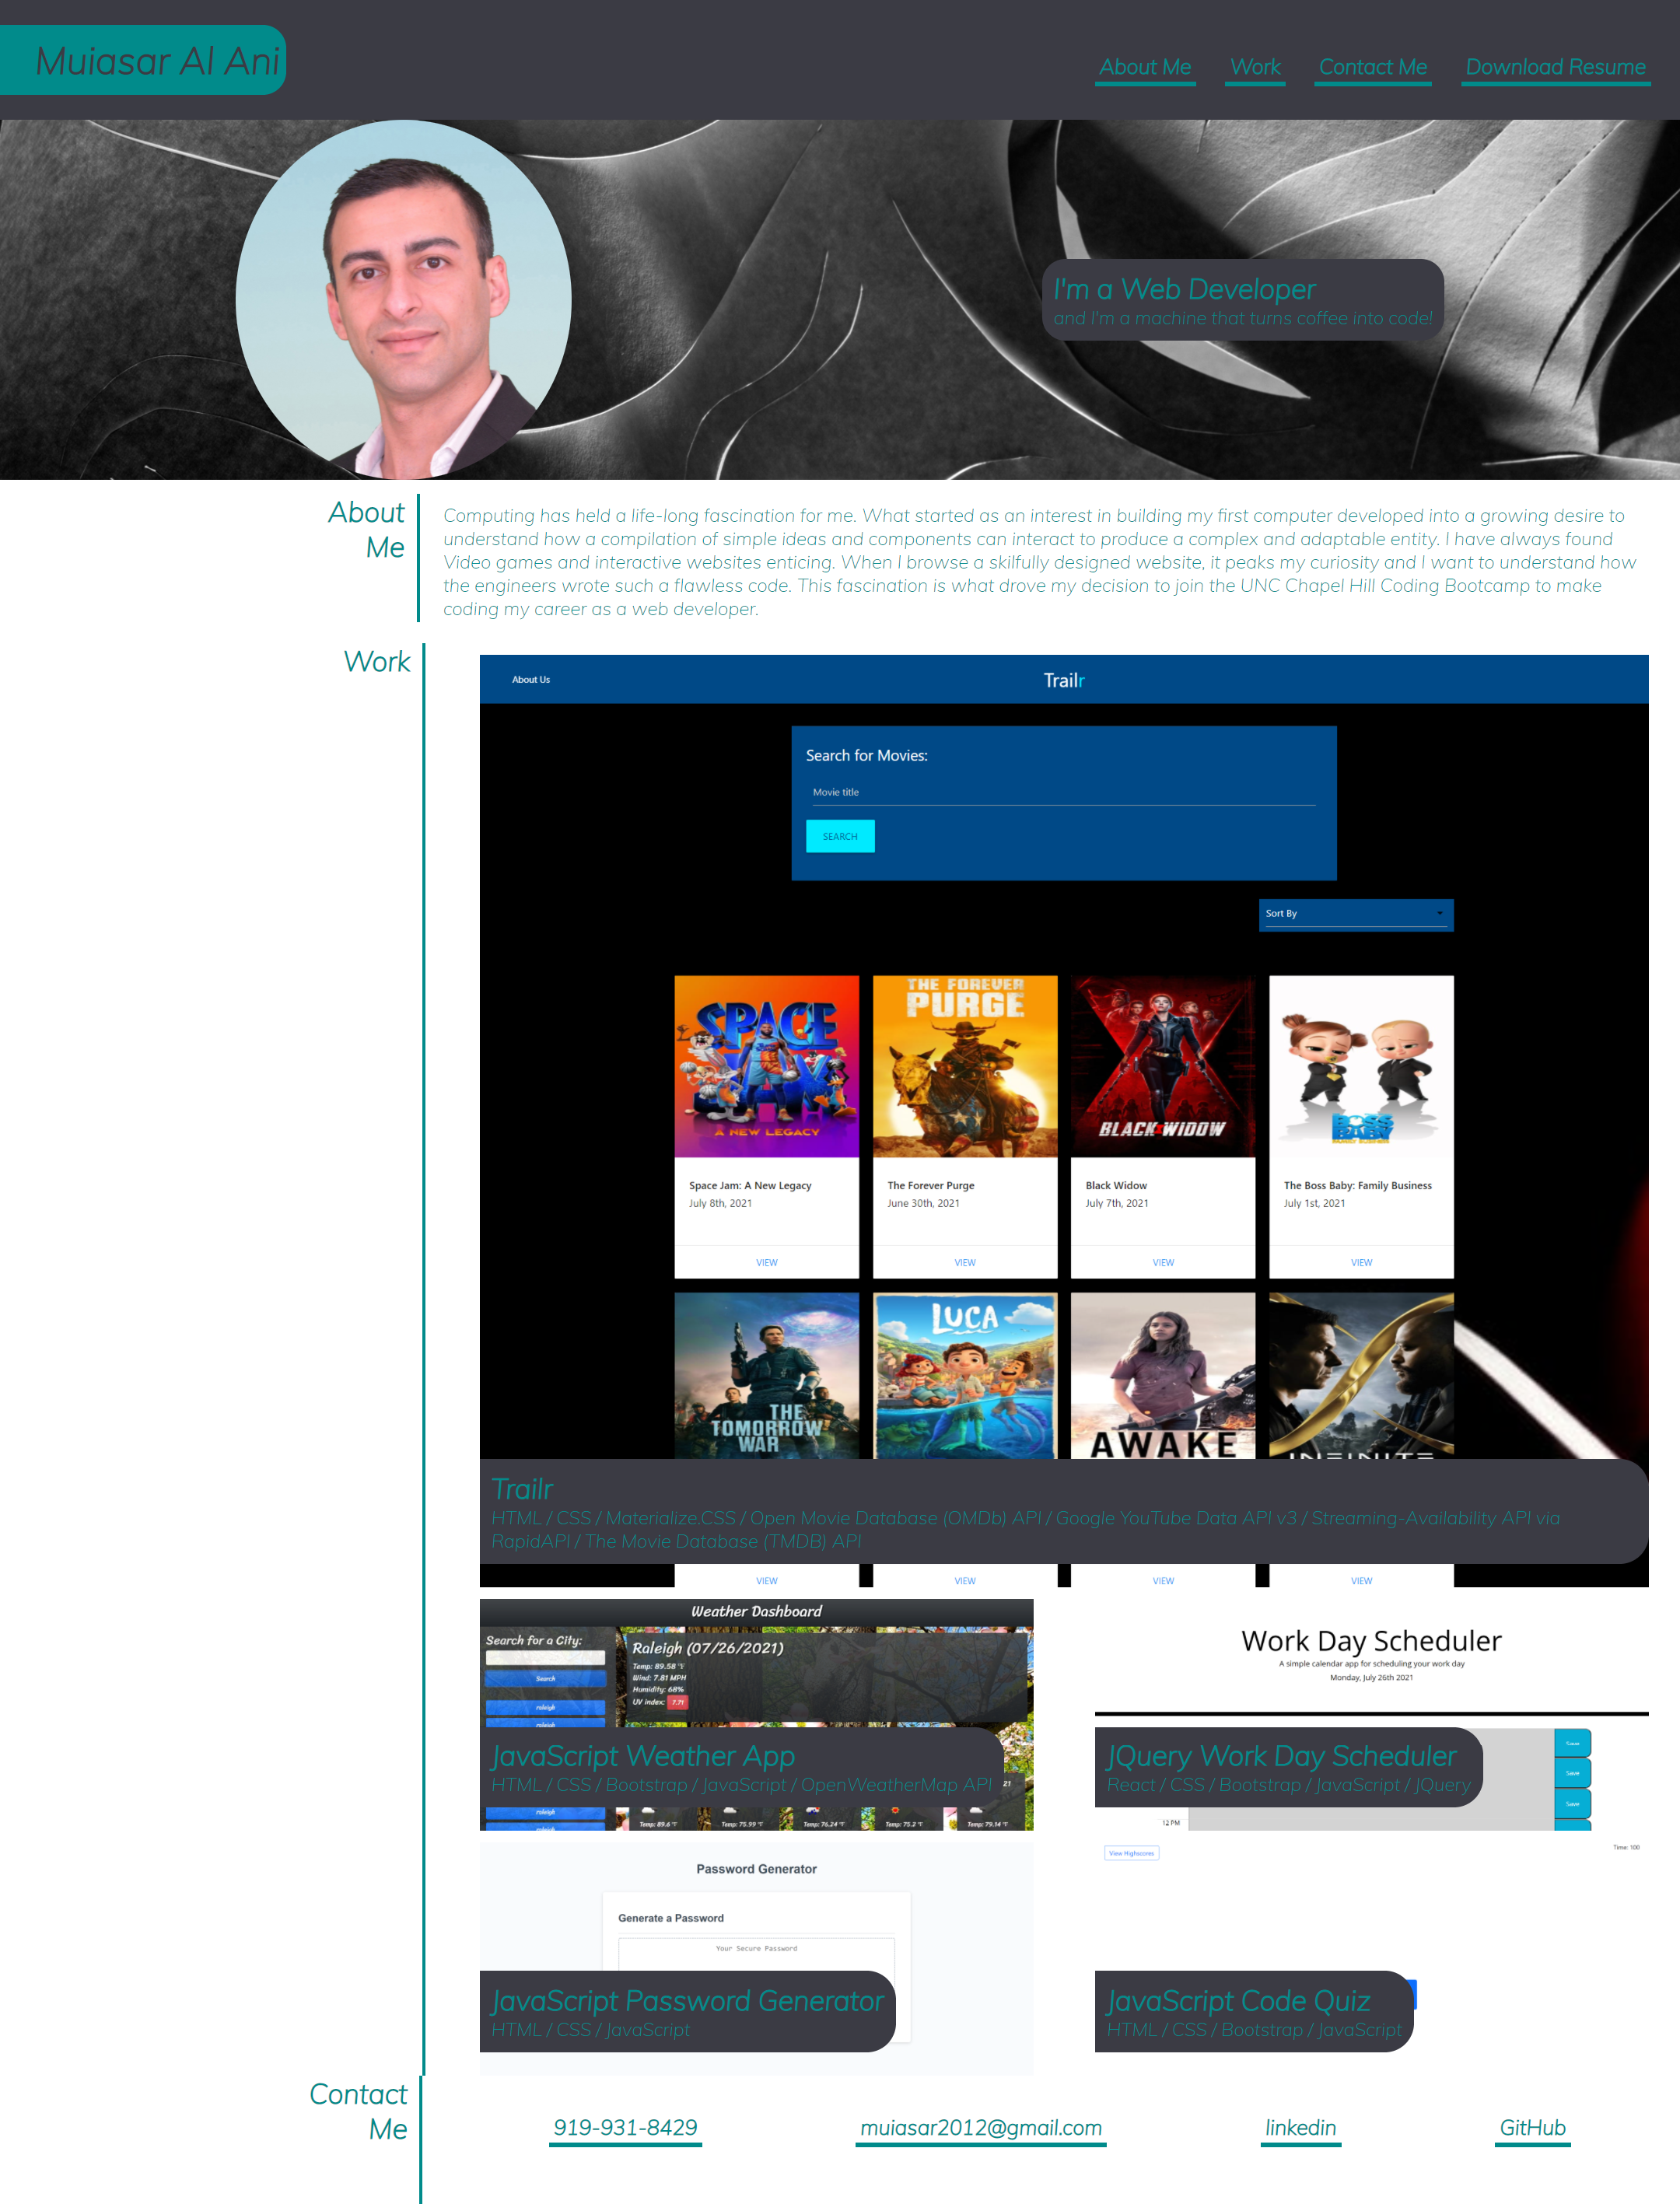 Muiasar Al Ani
About Me Work Contact Me Download Resume
I'm a Web Developer
and I'm a machine that turns coffee into code!
About
Me
Computing has held a life-long fascination for me. What started as an interest in building my first computer developed into a growing desire to
understand how a compilation of simple ideas and components can interact to produce a complex and adaptable entity. I have always found
Video games and interactive websites enticing. When I browse a skilfully designed website, it peaks my curiosity and I want to understand how
the engineers wrote such a flawless code. This fascination is what drove my decision to join the UNC Chapel Hill Coding Bootcamp to make
coding my career as a web developer.
Work
About Us
Trailr
Search for Movies:
Movie title
SEARCH
Sort By
SPACE JAM
A NEW LEGACY
THE FOREVER
PURGE
BLACK WIDOW
BOSS
BABY
Space Jam: A New Legacy
July 8th, 2021
The Forever Purge
June 30th, 2021
Black Widow
July 7th, 2021
The Boss Baby: Family Business
July 1st, 2021
VIEW VIEW VIEW VIEW
THE
TOMORROW
WAR
LUCA
AWAKE
INFINITE
Trailr
HTML / CSS / Materialize.CSS / Open Movie Database (OMDb) API / Google YouTube Data API v3 / Streaming-Availability API via
RapidAPI / The Movie Database (TMDB) API
VIEW VIEW VIEW VIEW
Weather Dashboard
Search for a City:
Search
raleigh
raleigh
Raleigh (07/26/2021)
Temp: 89.58 °F
Wind: 7.81 MPH
Humidity: 68%
UV index: 7.71
JavaScript Weather App
HTML / CSS / Bootstrap / JavaScript / OpenWeatherMap API
21
raleigh
raleigh
Temp: 89.6 °F Temp: 75.99 °F Temp: 76.24 °F Temp: 75.2 °F Temp: 79.14 °F
Work Day Scheduler
A simple calendar app for scheduling your work day
Monday, July 26th 2021
Save
Save
Save
JQuery Work Day Scheduler
React / CSS / Bootstrap / JavaScript / JQuery
12 PM
Password Generator
Generate a Password
Your Secure Password
JavaScript Password Generator
HTML / CSS / JavaScript
View Highscores
Time: 100
JavaScript Code Quiz
HTML / CSS / Bootstrap / JavaScript
Contact
Me
919-931-8429 muiasar2012@gmail.com linkedin GitHub